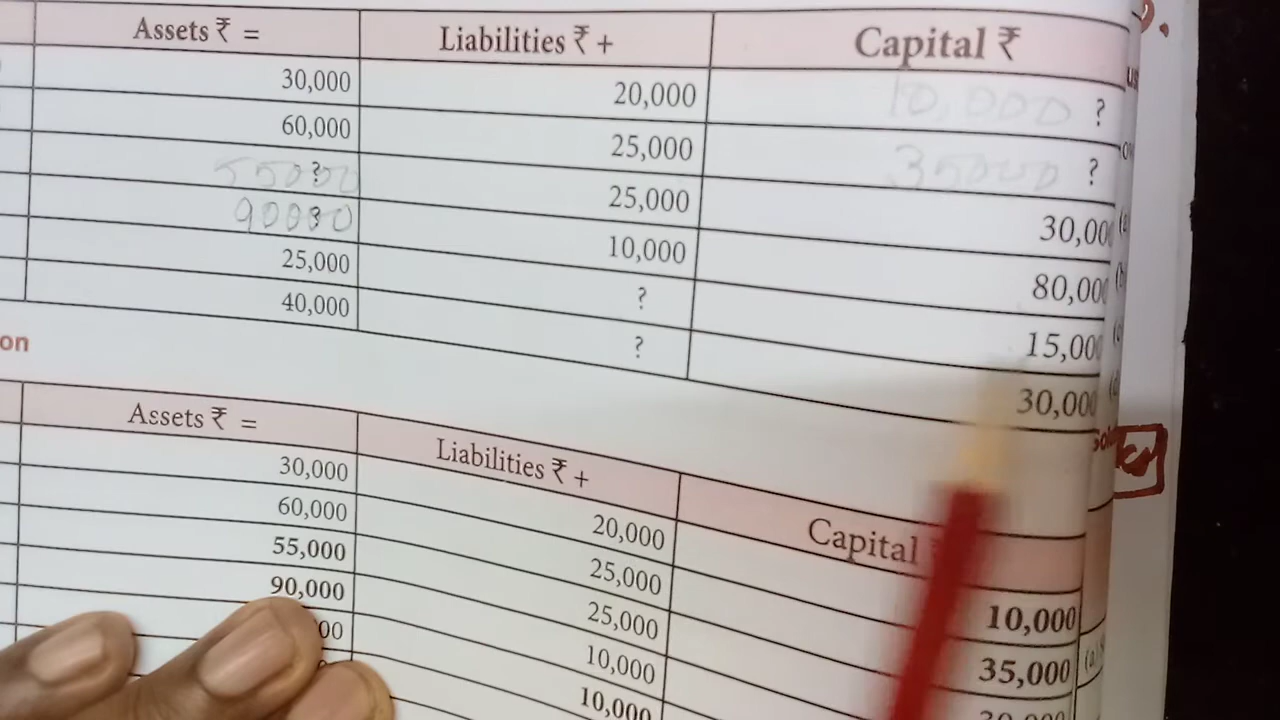 Assets ₹ = Liabilities ₹ + Capital ₹
30,000 20,000 10,000 ?
60,000 25,000 35000 ?
55000 ? 25,000 30,000
90000 ? 10,000 80,000
25,000 ? 15,000
40,000 ? 30,000
on
Assets ₹ = Liabilities ₹ + Capital
30,000 20,000 10,000
60,000 25,000 35,000
55,000 25,000 30,000
90,000 10,000
00 10,000